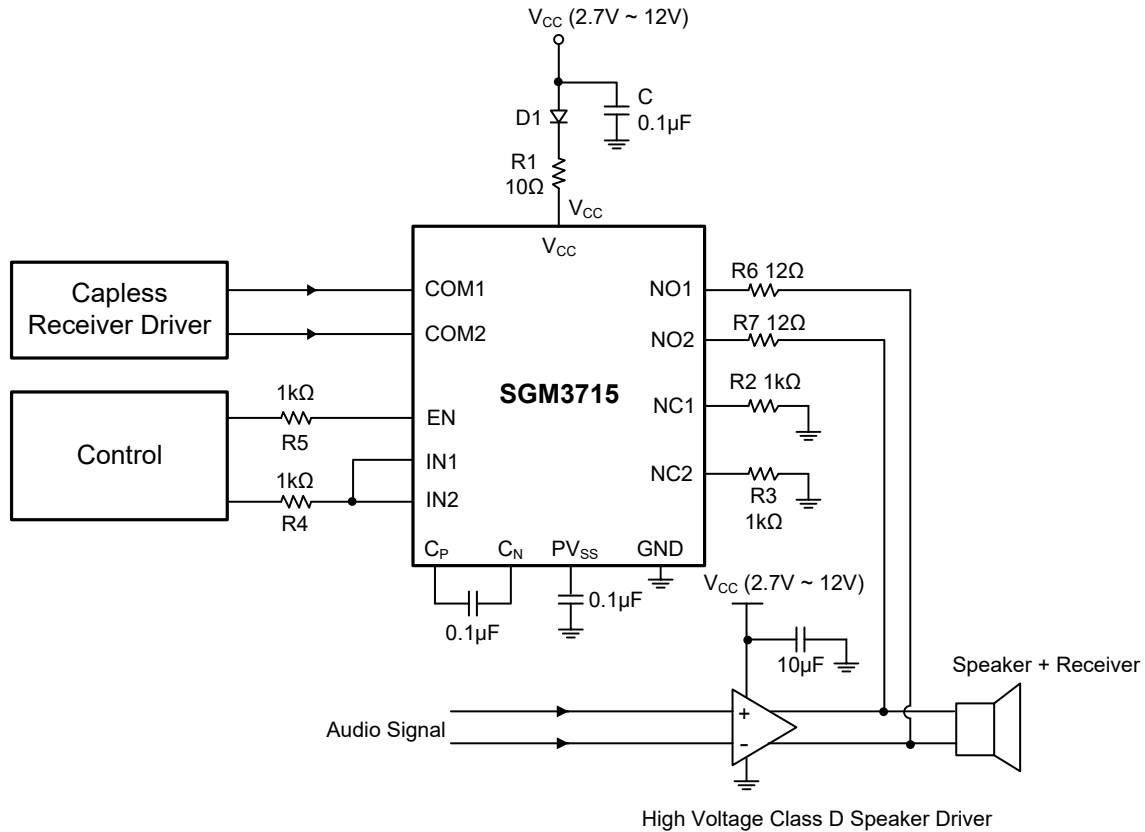 V_CC (2.7V ~ 12V)
D1
C
0.1µF
R1
10Ω
V_CC
V_CC
Capless
Receiver Driver
COM1
COM2
NO1
NO2
R6 12Ω
R7 12Ω
SGM3715
R2 1kΩ
NC1
Control
1kΩ
R5
EN
IN1
1kΩ
R4
IN2
NC2
R3
1kΩ
C_P
C_N
PV_SS
GND
0.1µF
0.1µF
V_CC (2.7V ~ 12V)
10µF
Speaker + Receiver
Audio Signal
+
-
High Voltage Class D Speaker Driver